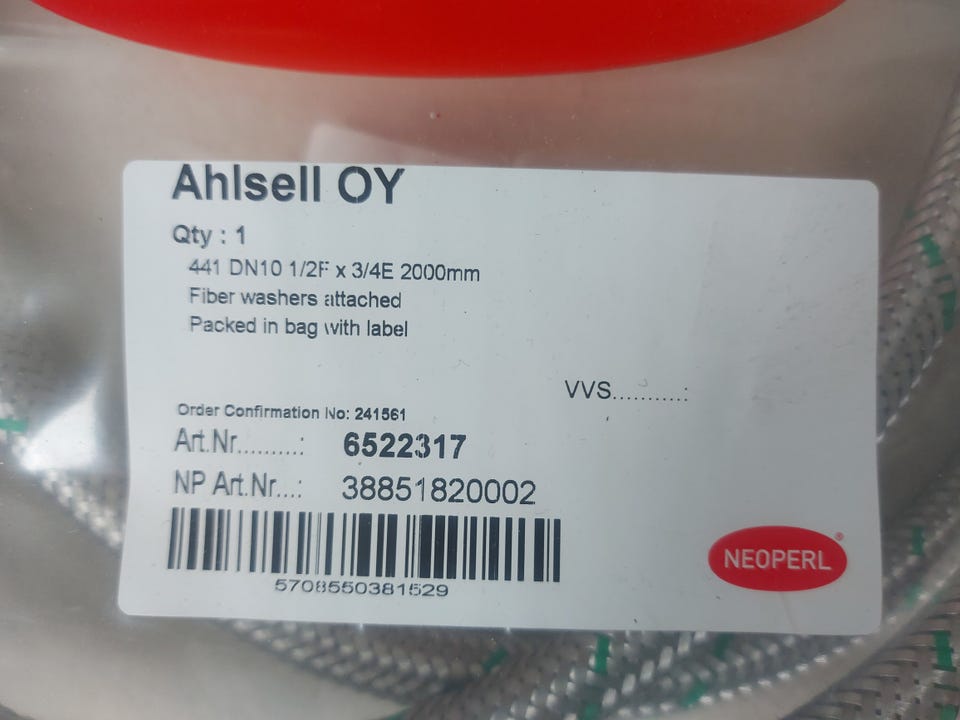 Ahlsell OY
Qty : 1
441 DN10 1/2F x 3/4E 2000mm
Fiber washers attached
Packed in bag with label
VVS...........:
Order Confirmation No: 241561
Art.Nr..........: 6522317
NP Art.Nr...: 38851820002
5708550381529
NEOPERL®